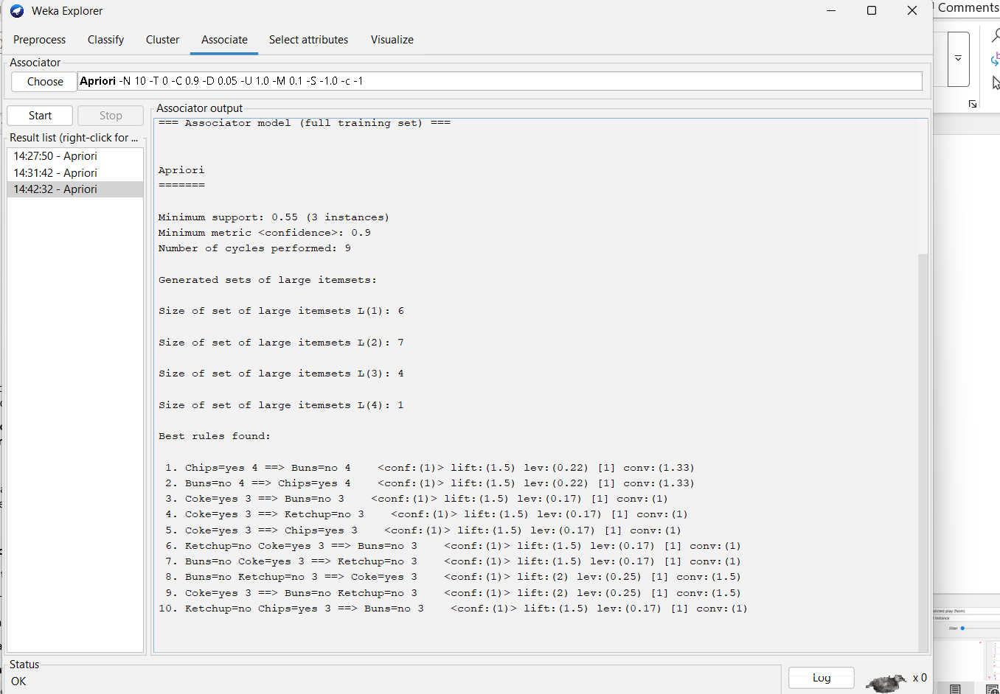 Weka Explorer
Comments
Preprocess Classify Cluster Associate Select attributes Visualize
Associator
Choose Apriori -N 10 -T 0 -C 0.9 -D 0.05 -U 1.0 -M 0.1 -S -1.0 -c -1
Start Stop
Result list (right-click for ...
14:27:50 - Apriori
14:31:42 - Apriori
14:42:32 - Apriori
Associator output
=== Associator model (full training set) ===
Apriori
=======
Minimum support: 0.55 (3 instances)
Minimum metric <confidence>: 0.9
Number of cycles performed: 9
Generated sets of large itemsets:
Size of set of large itemsets L(1): 6
Size of set of large itemsets L(2): 7
Size of set of large itemsets L(3): 4
Size of set of large itemsets L(4): 1
Best rules found:
1. Chips=yes 4 ==> Buns=no 4 <conf:(1)> lift:(1.5) lev:(0.22) [1] conv:(1.33)
2. Buns=no 4 ==> Chips=yes 4 <conf:(1)> lift:(1.5) lev:(0.22) [1] conv:(1.33)
3. Coke=yes 3 ==> Buns=no 3 <conf:(1)> lift:(1.5) lev:(0.17) [1] conv:(1)
4. Coke=yes 3 ==> Ketchup=no 3 <conf:(1)> lift:(1.5) lev:(0.17) [1] conv:(1)
5. Coke=yes 3 ==> Chips=yes 3 <conf:(1)> lift:(1.5) lev:(0.17) [1] conv:(1)
6. Ketchup=no Coke=yes 3 ==> Buns=no 3 <conf:(1)> lift:(1.5) lev:(0.17) [1] conv:(1)
7. Buns=no Coke=yes 3 ==> Ketchup=no 3 <conf:(1)> lift:(1.5) lev:(0.17) [1] conv:(1)
8. Buns=no Ketchup=no 3 ==> Coke=yes 3 <conf:(1)> lift:(2) lev:(0.25) [1] conv:(1.5)
9. Coke=yes 3 ==> Buns=no Ketchup=no 3 <conf:(1)> lift:(2) lev:(0.25) [1] conv:(1.5)
10. Ketchup=no Chips=yes 3 ==> Buns=no 3 <conf:(1)> lift:(1.5) lev:(0.17) [1] conv:(1)
Status
OK
Log
x 0
dicted play (Nom)
Jitter